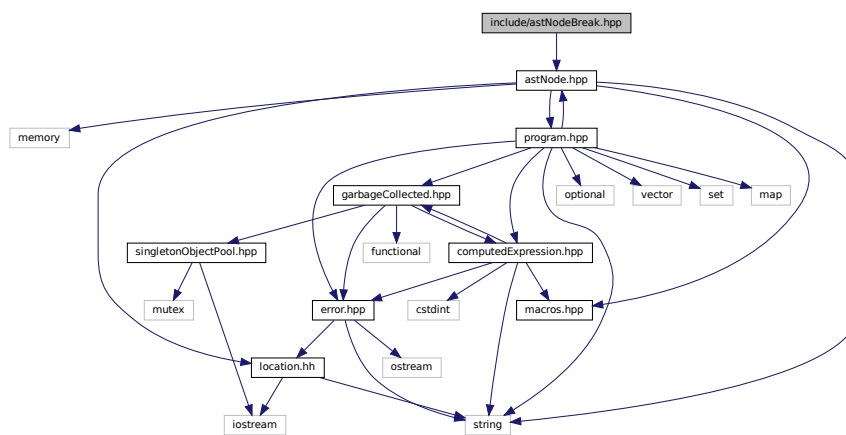 include/astNodeBreak.hpp
astNode.hpp
memory
program.hpp
garbageCollected.hpp
optional
vector
set
map
singletonObjectPool.hpp
functional
computedExpression.hpp
mutex
error.hpp
cstdint
macros.hpp
location.hh
ostream
iostream
string